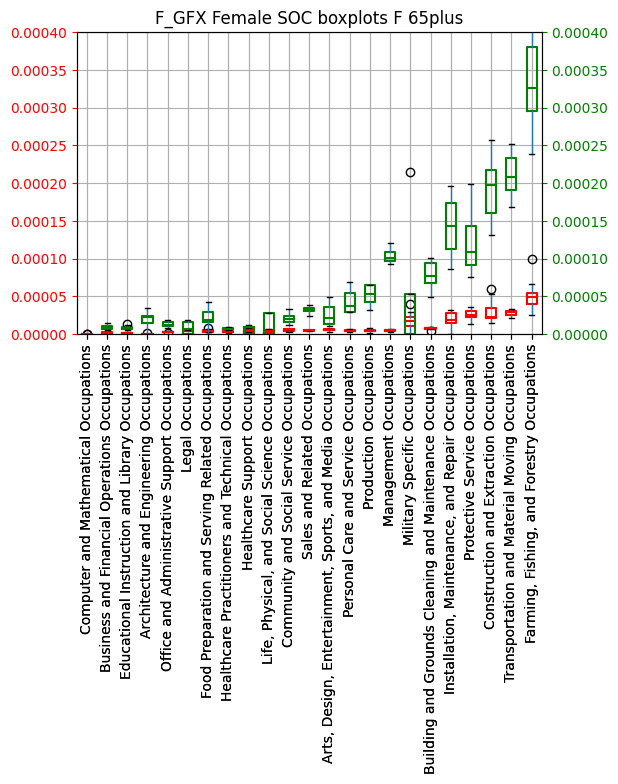 F_GFX Female SOC boxplots F 65plus
0.00040
0.00035
0.00030
0.00025
0.00020
0.00015
0.00010
0.00005
0.00000
0.00040
0.00035
0.00030
0.00025
0.00020
0.00015
0.00010
0.00005
0.00000
Computer and Mathematical Occupations
Business and Financial Operations Occupations
Educational Instruction and Library Occupations
Architecture and Engineering Occupations
Office and Administrative Support Occupations
Legal Occupations
Food Preparation and Serving Related Occupations
Healthcare Practitioners and Technical Occupations
Healthcare Support Occupations
Life, Physical, and Social Science Occupations
Community and Social Service Occupations
Sales and Related Occupations
Arts, Design, Entertainment, Sports, and Media Occupations
Personal Care and Service Occupations
Production Occupations
Management Occupations
Military Specific Occupations
Building and Grounds Cleaning and Maintenance Occupations
Installation, Maintenance, and Repair Occupations
Protective Service Occupations
Construction and Extraction Occupations
Transportation and Material Moving Occupations
Farming, Fishing, and Forestry Occupations